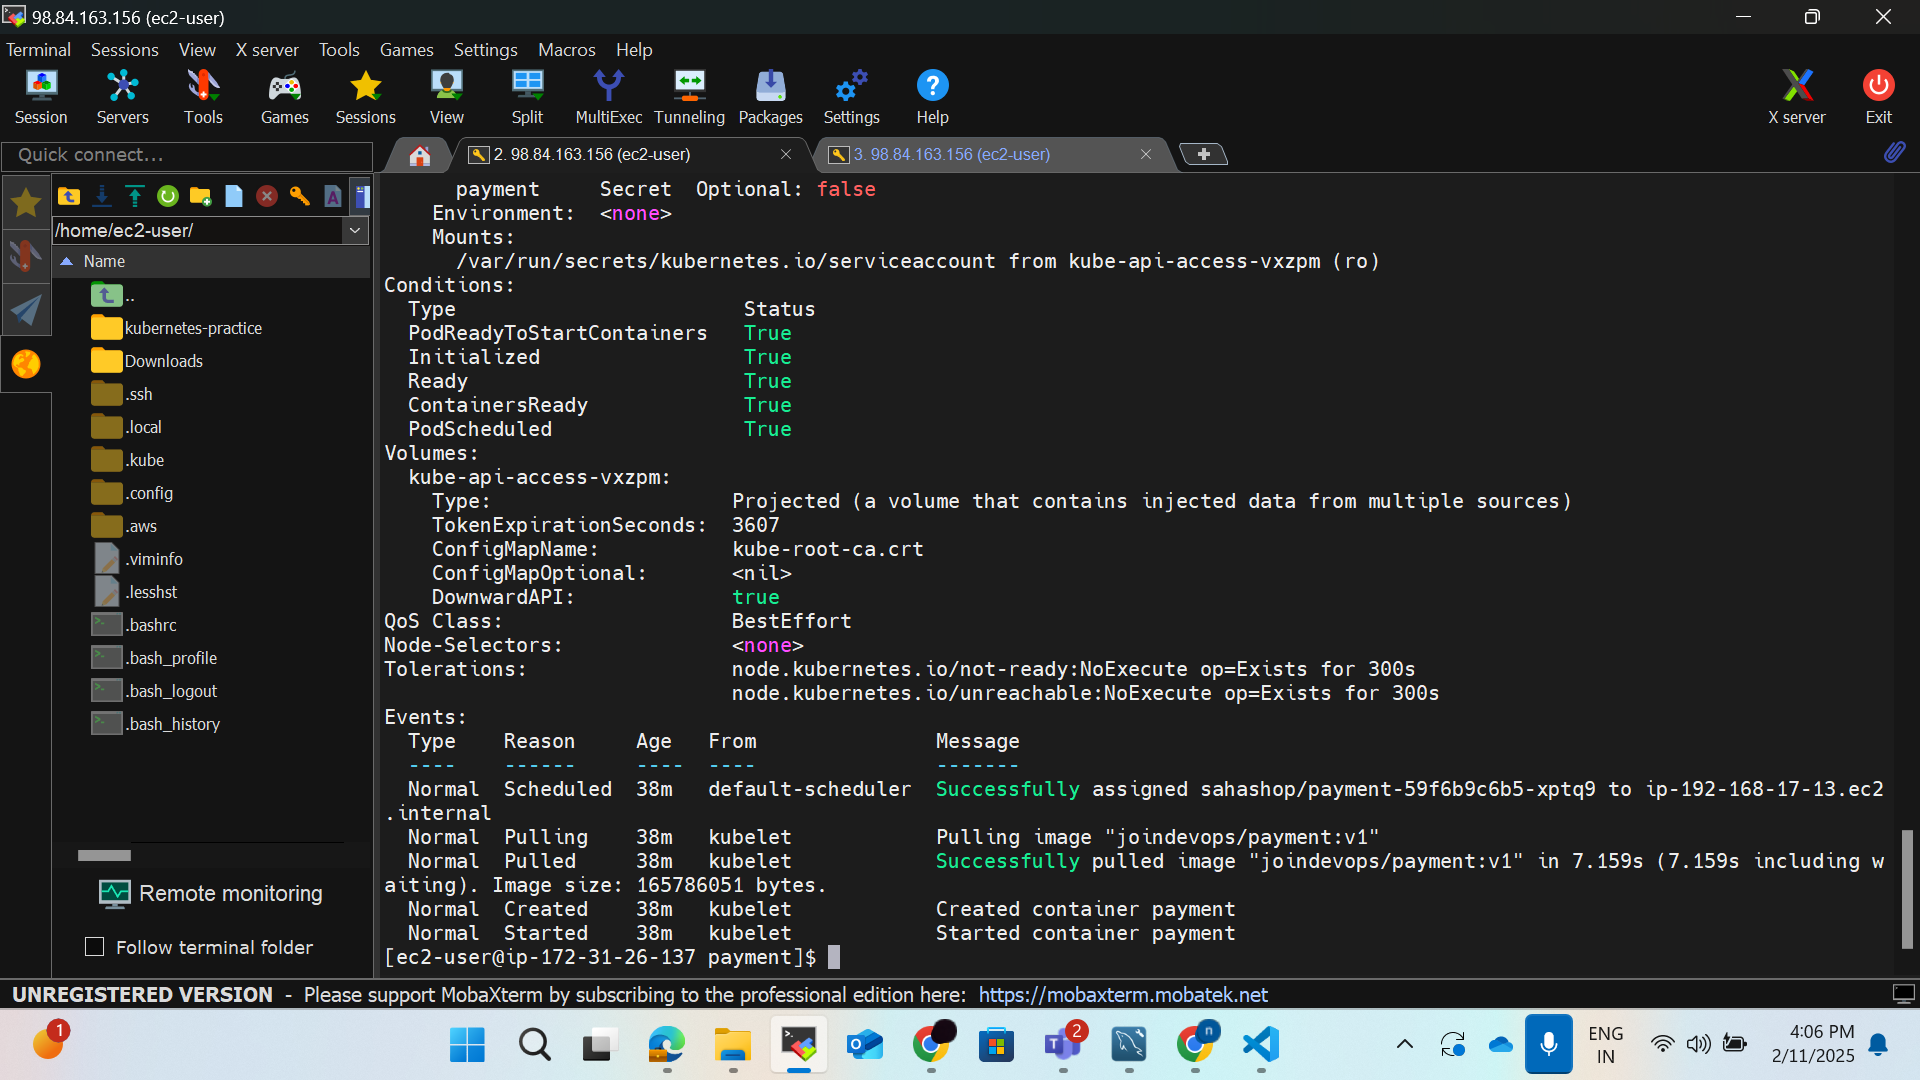 98.84.163.156 (ec2-user)
Terminal Sessions View X server Tools Games Settings Macros Help
Session Servers Tools Games Sessions View Split MultiExec Tunneling Packages Settings Help X server Exit
Quick connect...
2. 98.84.163.156 (ec2-user)
3. 98.84.163.156 (ec2-user)
/home/ec2-user/
Name
..
kubernetes-practice
Downloads
.ssh
.local
.kube
.config
.aws
.viminfo
.lesshst
.bashrc
.bash_profile
.bash_logout
.bash_history
Remote monitoring
Follow terminal folder
payment Secret Optional: false
Environment: <none>
Mounts:
/var/run/secrets/kubernetes.io/serviceaccount from kube-api-access-vxzpm (ro)
Conditions:
Type Status
PodReadyToStartContainers True
Initialized True
Ready True
ContainersReady True
PodScheduled True
Volumes:
kube-api-access-vxzpm:
Type: Projected (a volume that contains injected data from multiple sources)
TokenExpirationSeconds: 3607
ConfigMapName: kube-root-ca.crt
ConfigMapOptional: <nil>
DownwardAPI: true
QoS Class: BestEffort
Node-Selectors: <none>
Tolerations: node.kubernetes.io/not-ready:NoExecute op=Exists for 300s
node.kubernetes.io/unreachable:NoExecute op=Exists for 300s
Events:
Type Reason Age From Message
---- ------ ---- ---- -------
Normal Scheduled 38m default-scheduler Successfully assigned sahashop/payment-59f6b9c6b5-xptq9 to ip-192-168-17-13.ec2
.internal
Normal Pulling 38m kubelet Pulling image "joindevops/payment:v1"
Normal Pulled 38m kubelet Successfully pulled image "joindevops/payment:v1" in 7.159s (7.159s including w
aiting). Image size: 165786051 bytes.
Normal Created 38m kubelet Created container payment
Normal Started 38m kubelet Started container payment
[ec2-user@ip-172-31-26-137 payment]$
UNREGISTERED VERSION - Please support MobaXterm by subscribing to the professional edition here: https://mobaxterm.mobatek.net
1
2
n
ENG
IN
4:06 PM
2/11/2025